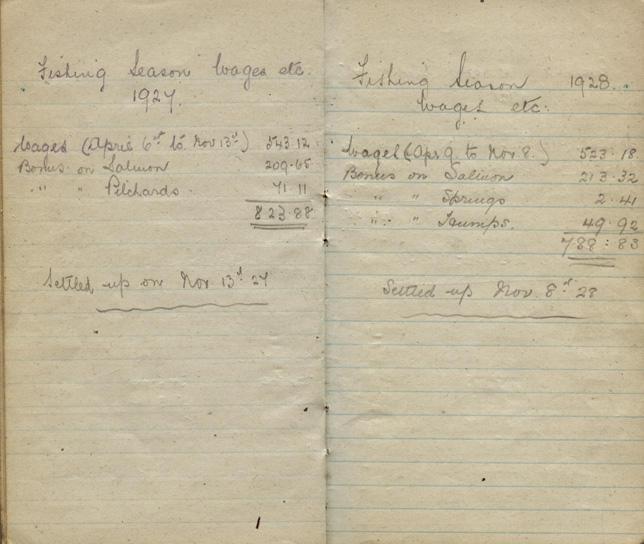 Fishing Season Wages etc.
1927.
Wages (April 6th to Nov 13th) 543.12
Bonus on Salmon 209.65
" " Pilchards 71 11
823.88
Settled up on Nov 13th 27
Fishing Season 1928.
Wages etc.
Wages (Apr 9 to Nov 8.) 523.18
Bonus on Salmon 213.32
" " Springs 2.41
" " Humps. 49.92
788:83
Settled up Nov. 8th 28